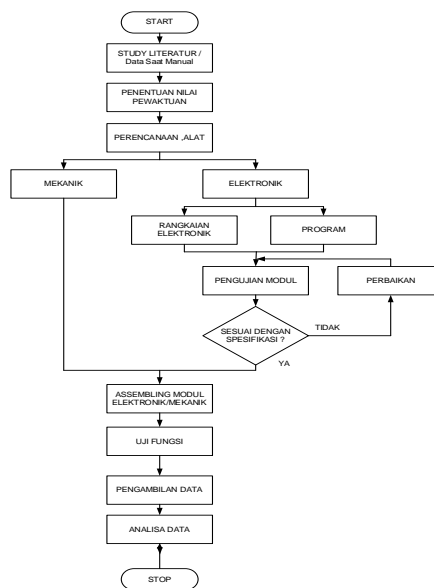 START
STUDY LITERATUR /
Data Saat Manual
PENENTUAN NILAI
PEWAKTUAN
PERENCANAAN ,ALAT
MEKANIK
ELEKTRONIK
RANGKAIAN
ELEKTRONIK
PROGRAM
PENGUJIAN MODUL
PERBAIKAN
SESUAI DENGAN
SPESIFIKASI ?
TIDAK
YA
ASSEMBLING MODUL
ELEKTRONIK/MEKANIK
UJI FUNGSI
PENGAMBILAN DATA
ANALISA DATA
STOP